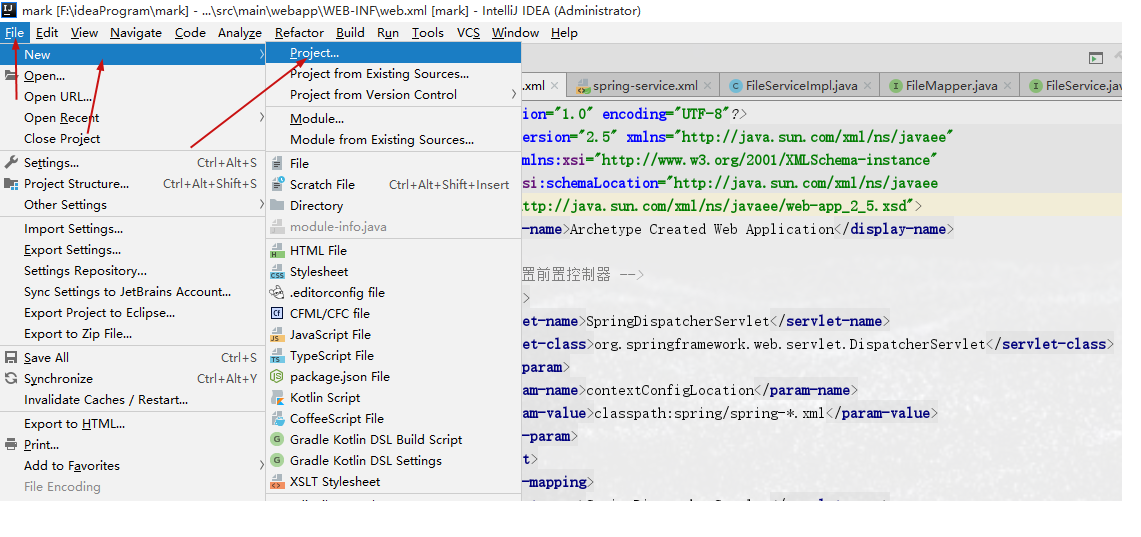 mark [F:\ideaProgram\mark] - ...\src\main\webapp\WEB-INF\web.xml [mark] - IntelliJ IDEA (Administrator)
File Edit View Navigate Code Analyze Refactor Build Run Tools VCS Window Help
New
Open...
Open URL...
Open Recent
Close Project
Settings... Ctrl+Alt+S
Project Structure... Ctrl+Alt+Shift+S
Other Settings
Import Settings...
Export Settings...
Settings Repository...
Sync Settings to JetBrains Account...
Export Project to Eclipse...
Export to Zip File...
Save All Ctrl+S
Synchronize Ctrl+Alt+Y
Invalidate Caches / Restart...
Export to HTML...
Print...
Add to Favorites
File Encoding
Project...
Project from Existing Sources...
Project from Version Control
Module...
Module from Existing Sources...
File
Scratch File Ctrl+Alt+Shift+Insert
Directory
module-info.java
HTML File
Stylesheet
.editorconfig file
CFML/CFC file
JavaScript File
TypeScript File
package.json File
Kotlin Script
CoffeeScript File
Gradle Kotlin DSL Build Script
Gradle Kotlin DSL Settings
XSLT Stylesheet
.xml spring-service.xml FileServiceImpl.java FileMapper.java FileService.jav
ion="1.0" encoding="UTF-8"?>
ersion="2.5" xmlns="http://java.sun.com/xml/ns/javaee"
mlns:xsi="http://www.w3.org/2001/XMLSchema-instance"
si:schemaLocation="http://java.sun.com/xml/ns/javaee
ttp://java.sun.com/xml/ns/javaee/web-app_2_5.xsd">
-name>Archetype Created Web Application</display-name>
置前置控制器 -->
>
et-name>SpringDispatcherServlet</servlet-name>
et-class>org.springframework.web.servlet.DispatcherServlet</servlet-class>
param>
am-name>contextConfigLocation</param-name>
am-value>classpath:spring/spring-*.xml</param-value>
-param>
t>
-mapping>